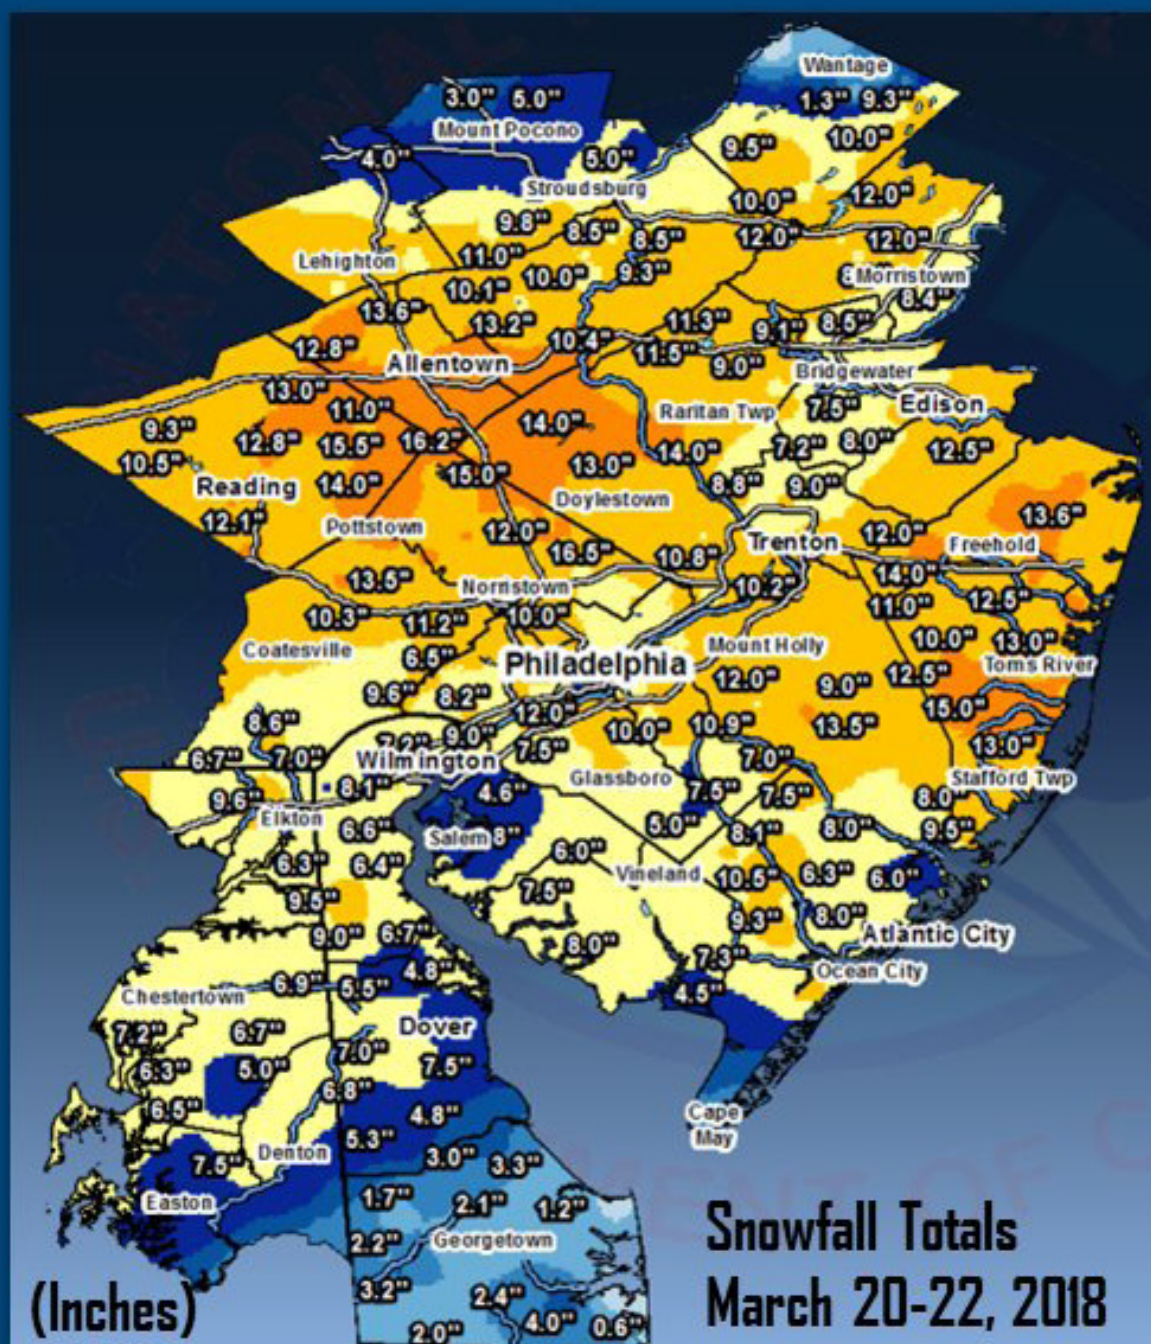 Wantage
3.0" 5.0"
1.3" 9.3"
Mount Pocono
10.0"
9.5"
4.0"
5.0"
Stroudsburg
12.0"
10.0"
9.8"
8.5" 8.5" 12.0" 12.0"
11.0"
Lehighton
10.0" 9.3"
Morristown
10.1"
8.4"
13.6"
13.2" 11.3" 9.1" 8.5"
10.4"
12.8"
11.5"
Allentown
9.0"
Bridgewater
13.0"
11.0"
Raritan Twp
7.5"
Edison
9.3"
14.0"
12.8" 15.5" 16.2"
14.0" 7.2" 8.0" 12.5"
10.5"
15.0" 13.0"
Reading
14.0"
Doylestown
8.8" 9.0"
12.1"
Pottstown
12.0"
13.6"
16.5" 10.8"
Trenton
12.0"
Freehold
13.5"
Norristown
10.2"
14.0"
10.3" 11.2" 10.0"
11.0" 12.5"
Coatesville
Mount Holly
10.0" 13.0"
6.5"
Philadelphia
Toms River
9.6" 8.2"
12.0" 9.0" 12.5"
12.0"
15.0"
8.6"
9.0"
10.0" 10.9" 13.5"
6.7" 7.0" 7.2"
7.5"
7.0"
13.0"
Wilmington
Glassboro
Stafford Twp
9.6" 8.1"
4.6"
7.5" 7.5" 8.0"
Elkton
6.6"
Salem 8"
5.0" 8.1" 8.0" 9.5"
6.3" 6.4"
6.0"
Vineland
10.5" 6.3" 6.0"
9.5"
7.5"
9.3" 8.0"
9.0" 6.7"
8.0"
Atlantic City
7.3"
4.8"
Ocean City
6.9" 5.5"
4.5"
Chestertown
7.2" 6.7"
Dover
7.0"
6.3" 5.0"
7.5"
6.8"
6.5"
4.8"
Cape
May
5.3"
Denton
7.5"
3.0" 3.3"
Easton
1.7" 2.1" 1.2"
2.2"
Georgetown
3.2"
2.4"
2.0" 4.0" 0.6"
Snowfall Totals
March 20-22, 2018
(Inches)